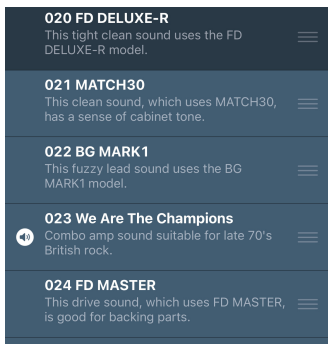 020 FD DELUXE-R
This tight clean sound uses the FD
DELUXE-R model.
021 MATCH30
This clean sound, which uses MATCH30,
has a sense of cabinet tone.
022 BG MARK1
This fuzzy lead sound uses the BG
MARK1 model.
023 We Are The Champions
Combo amp sound suitable for late 70's
British rock.
024 FD MASTER
This drive sound, which uses FD MASTER,
is good for backing parts.